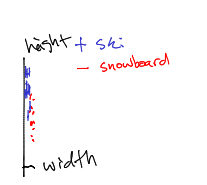 height + ski
- snowboard
width